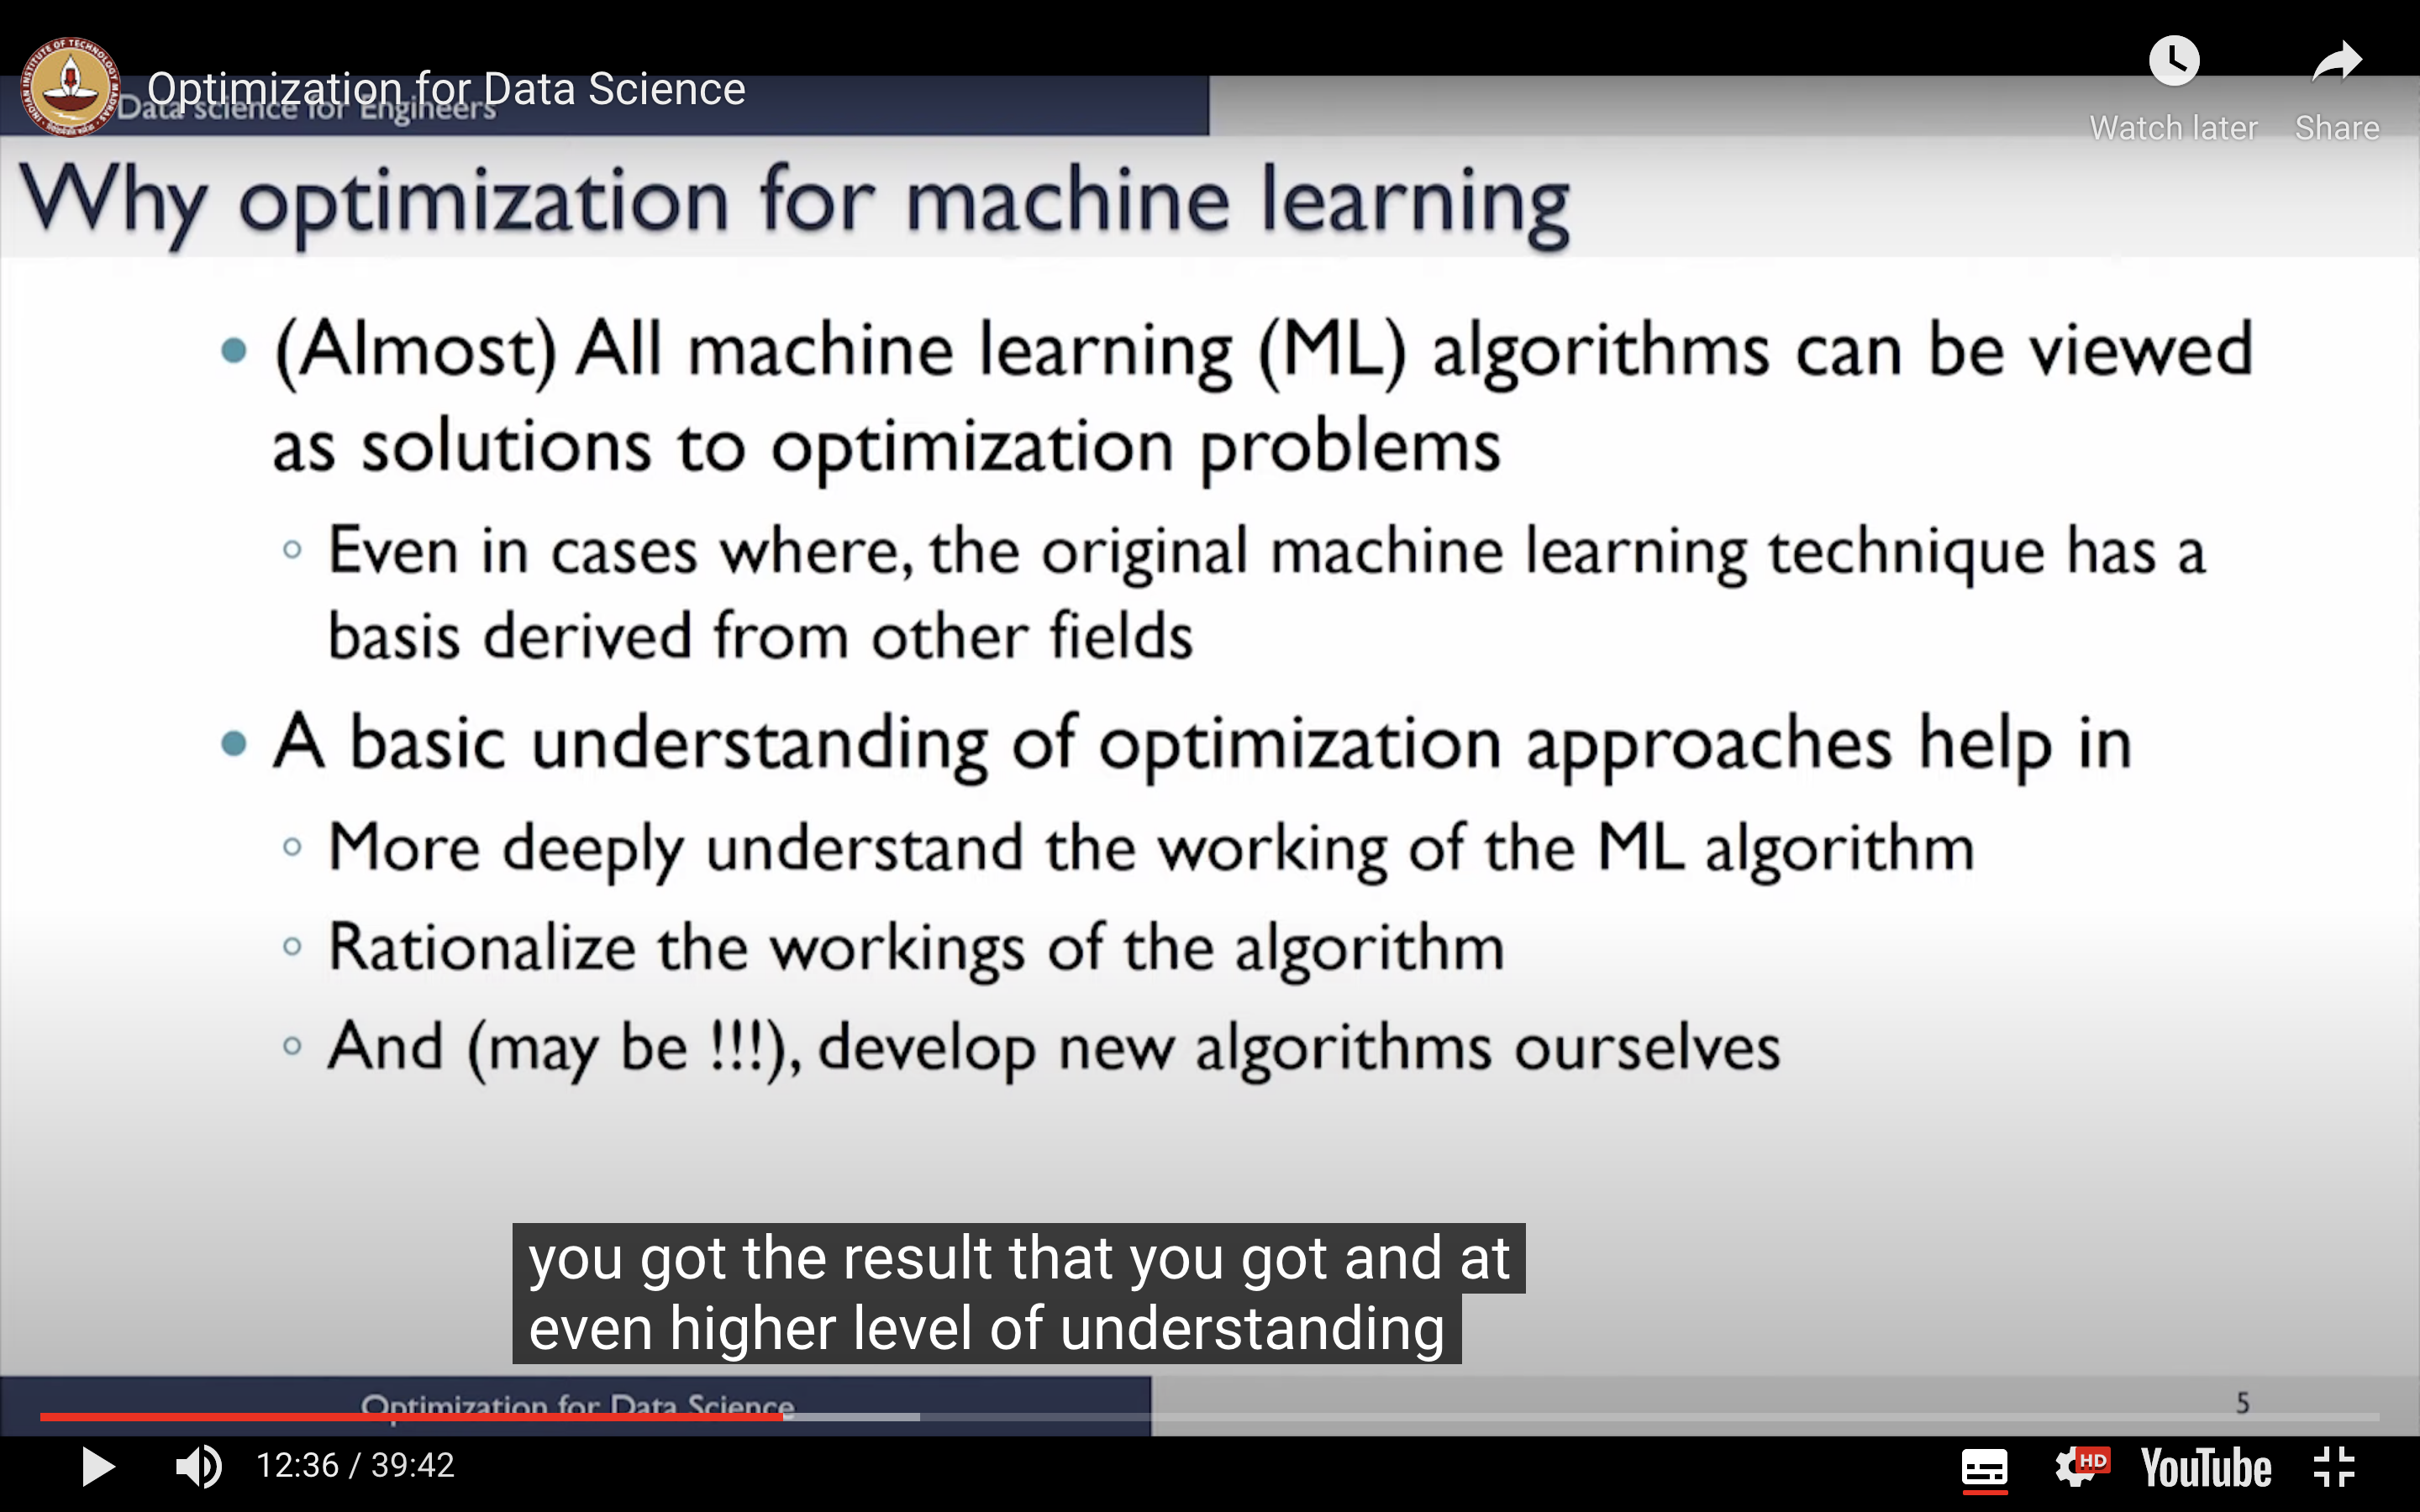 Optimization for Data Science
Data science for Engineers
Watch later
Share
Why optimization for machine learning
(Almost) All machine learning (ML) algorithms can be viewed
as solutions to optimization problems
Even in cases where, the original machine learning technique has a
basis derived from other fields
A basic understanding of optimization approaches help in
More deeply understand the working of the ML algorithm
Rationalize the workings of the algorithm
And (may be !!!), develop new algorithms ourselves
you got the result that you got and at
even higher level of understanding
Optimization for Data Science
5
12:36 / 39:42
HD
YouTube